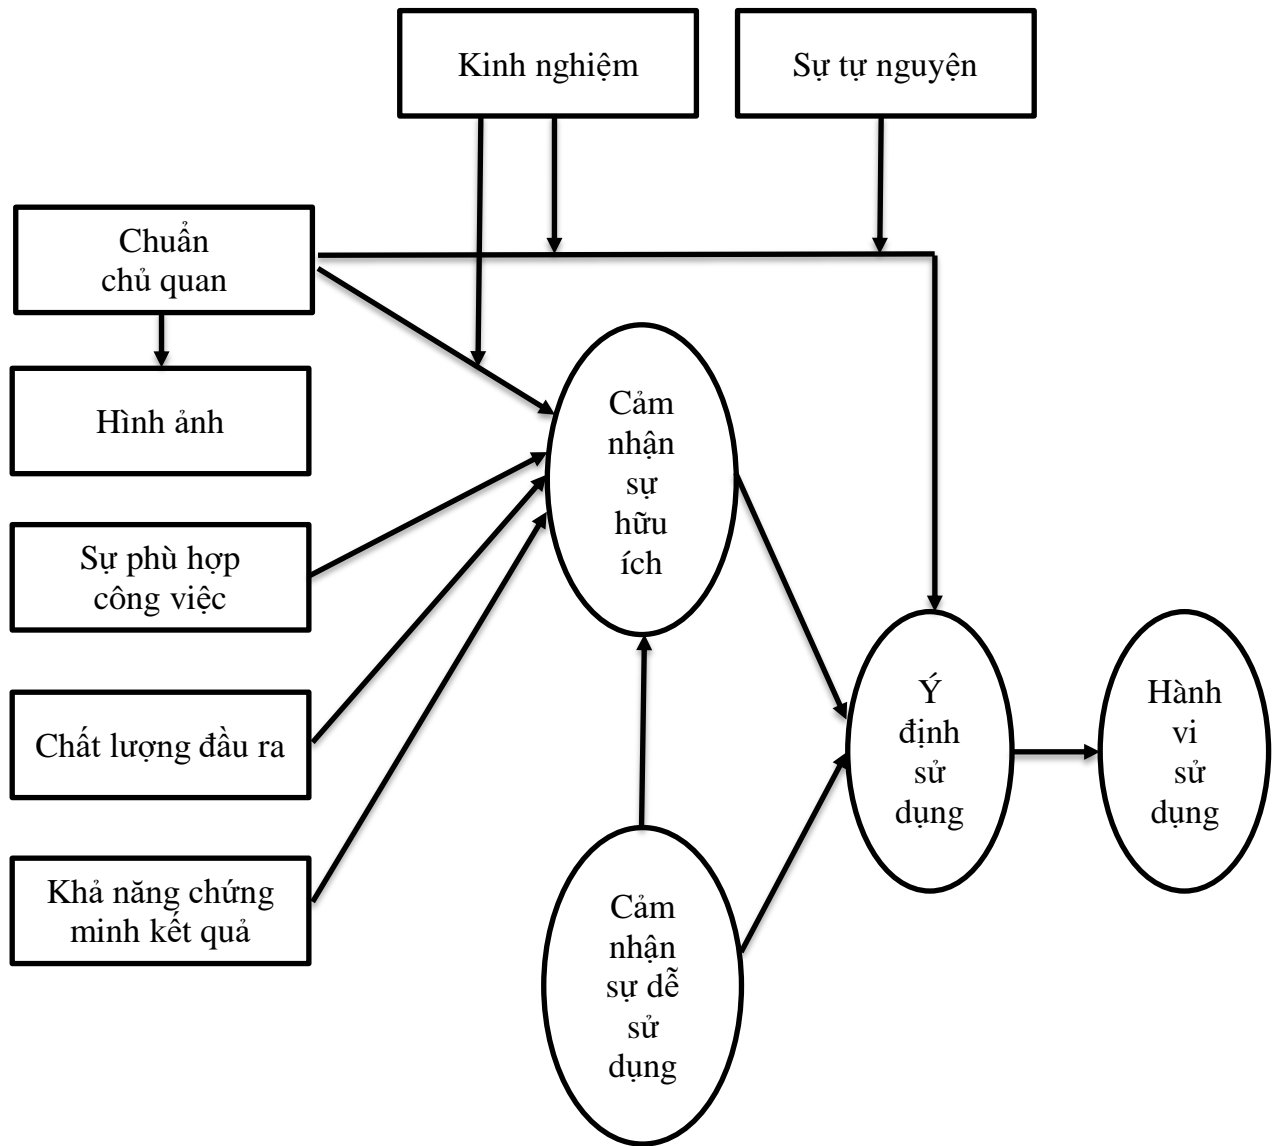 Kinh nghiệm
Sự tự nguyện
Chuẩn
chủ quan
Hình ảnh
Cảm
nhận
sự
hữu
ích
Sự phù hợp
công việc
Chất lượng đầu ra
Khả năng chứng
minh kết quả
Cảm
nhận
sự dễ
sử
dụng
Ý
định
sử
dụng
Hành
vi
sử
dụng